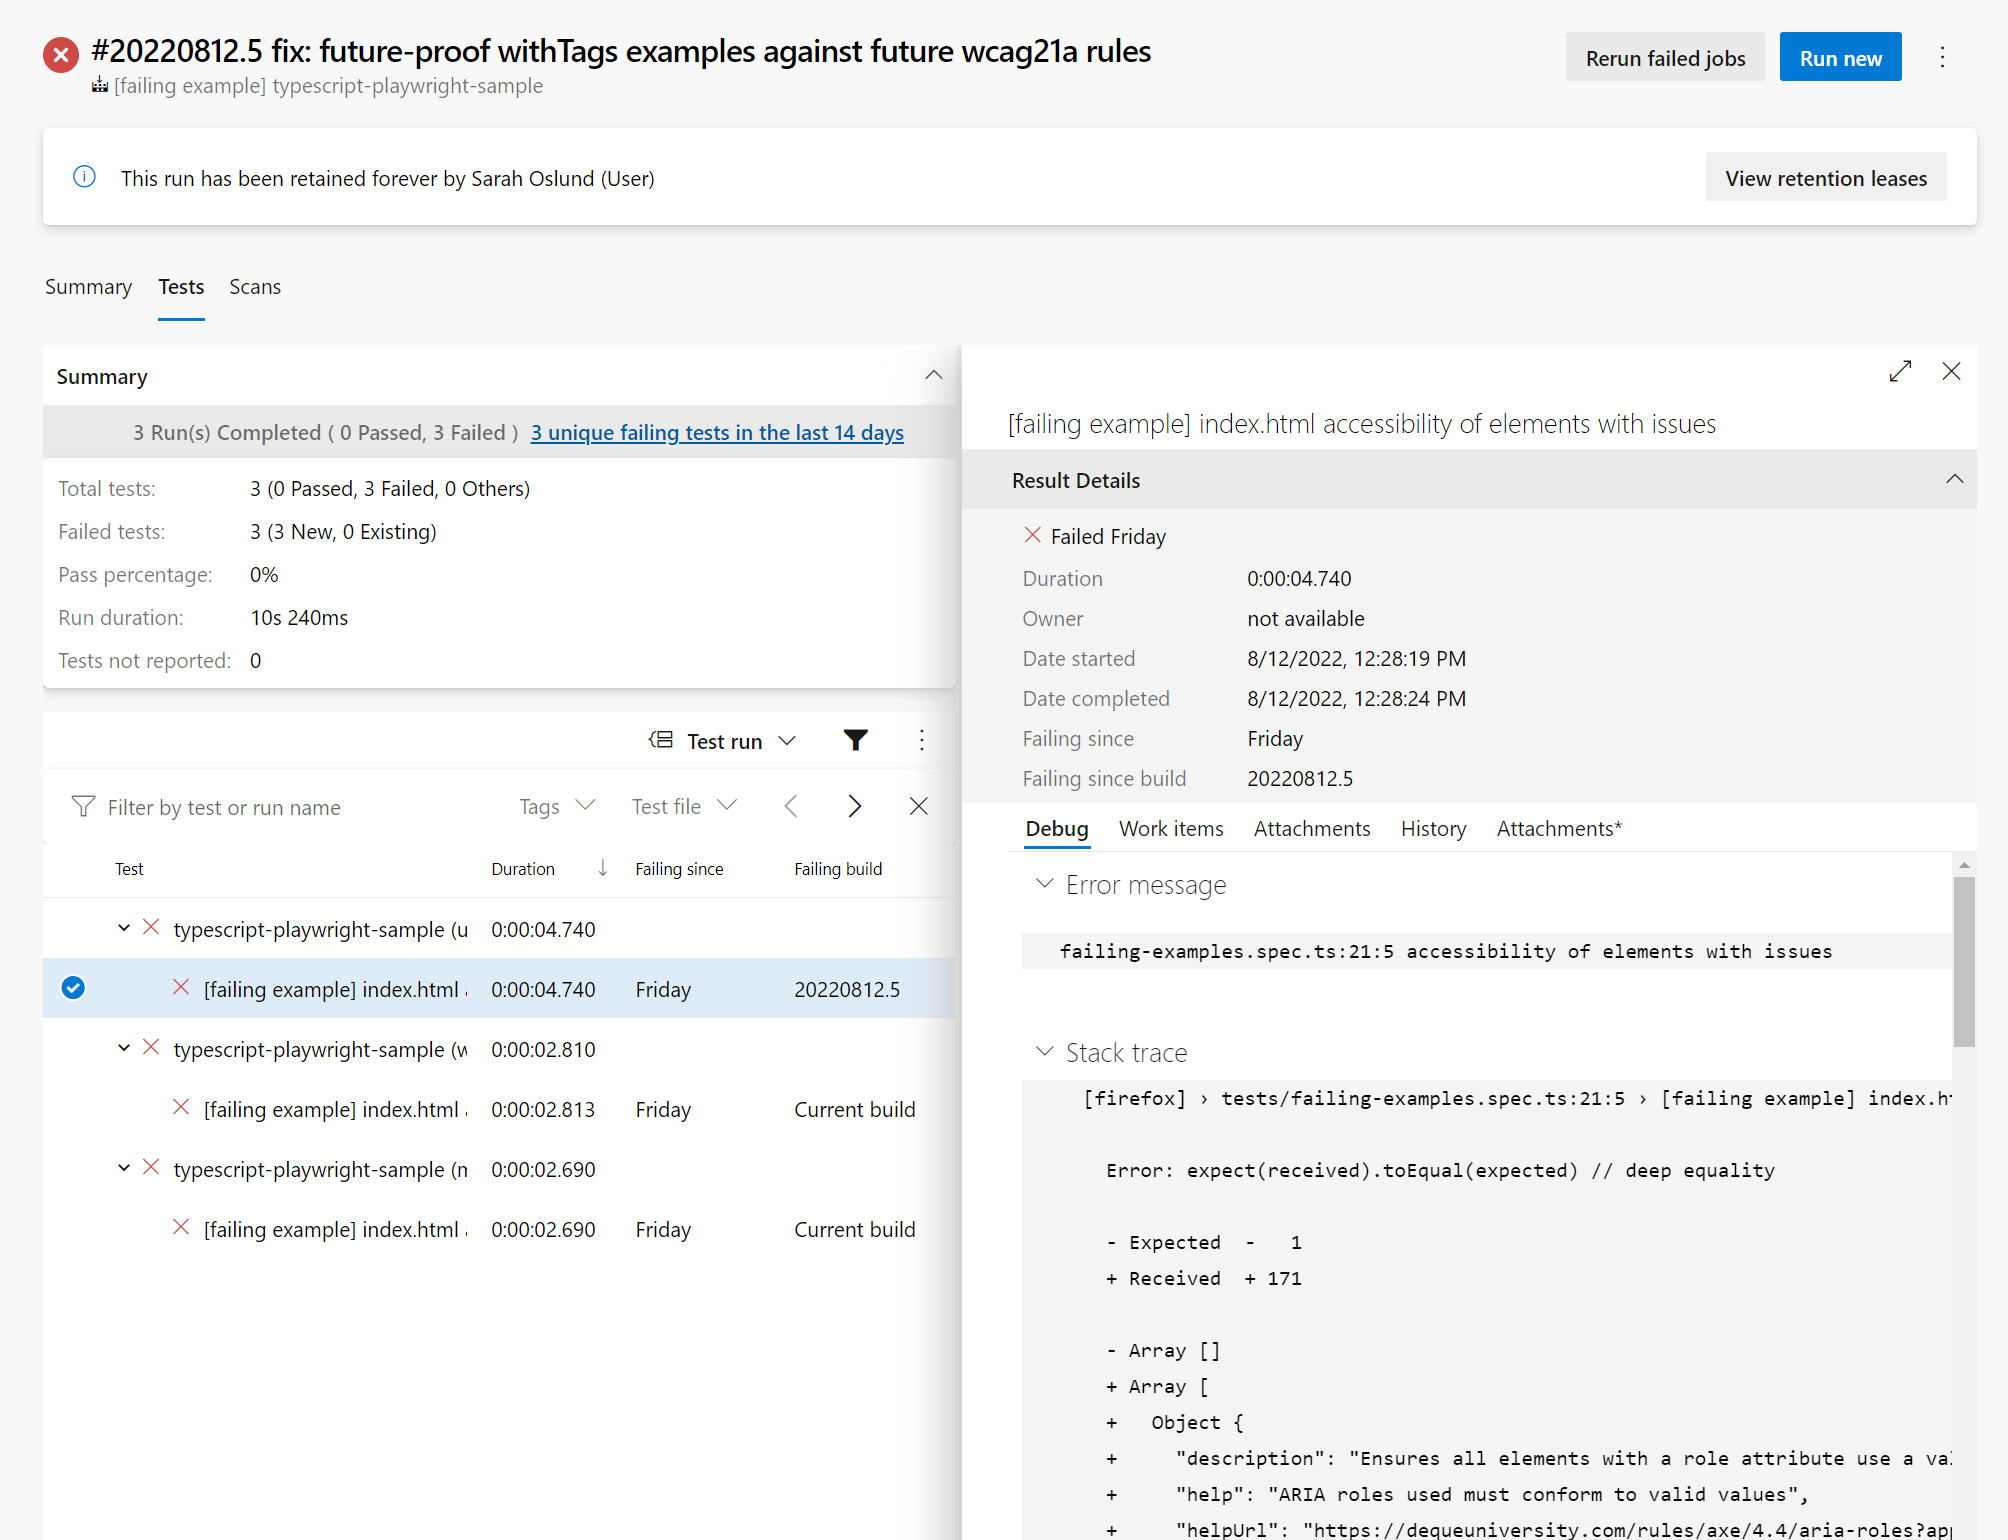 #20220812.5 fix: future-proof withTags examples against future wcag21a rules
[failing example] typescript-playwright-sample
Rerun failed jobs
Run new
This run has been retained forever by Sarah Oslund (User)
View retention leases
Summary Tests Scans
Summary
3 Run(s) Completed ( 0 Passed, 3 Failed ) 3 unique failing tests in the last 14 days
Total tests: 3 (0 Passed, 3 Failed, 0 Others)
Failed tests: 3 (3 New, 0 Existing)
Pass percentage: 0%
Run duration: 10s 240ms
Tests not reported: 0
Test run
Filter by test or run name Tags Test file
Test Duration Failing since Failing build
typescript-playwright-sample (u 0:00:04.740
[failing example] index.html 0:00:04.740 Friday 20220812.5
typescript-playwright-sample (w 0:00:02.810
[failing example] index.html 0:00:02.813 Friday Current build
typescript-playwright-sample (m 0:00:02.690
[failing example] index.html 0:00:02.690 Friday Current build
[failing example] index.html accessibility of elements with issues
Result Details
Failed Friday
Duration 0:00:04.740
Owner not available
Date started 8/12/2022, 12:28:19 PM
Date completed 8/12/2022, 12:28:24 PM
Failing since Friday
Failing since build 20220812.5
Debug Work items Attachments History Attachments*
Error message
failing-examples.spec.ts:21:5 accessibility of elements with issues
Stack trace
[firefox] › tests/failing-examples.spec.ts:21:5 › [failing example] index.h
Error: expect(received).toEqual(expected) // deep equality
- Expected - 1
+ Received + 171
- Array []
+ Array [
+ Object {
+ "description": "Ensures all elements with a role attribute use a va
+ "help": "ARIA roles used must conform to valid values",
+ "helpUrl": "https://dequeuniversity.com/rules/axe/4.4/aria-roles?app